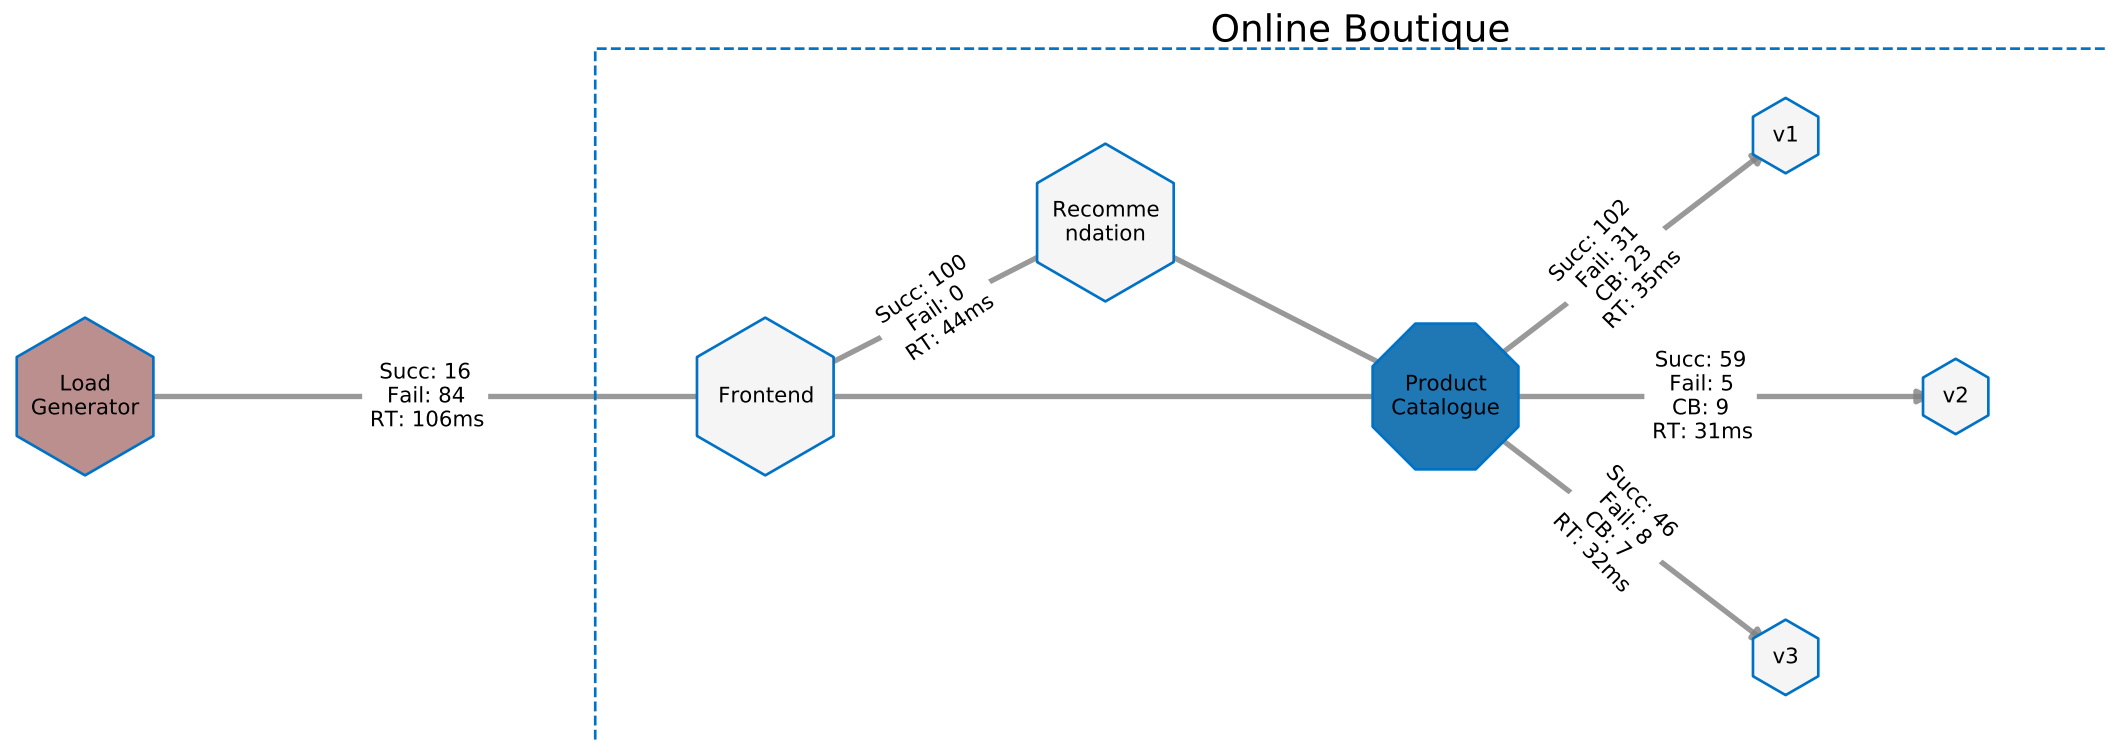 Online Boutique
v1
Recomme
ndation
Succ: 102
Fail: 31
CB: 23
RT: 35ms
Succ: 100
Fail: 0
RT: 44ms
Load
Generator
Succ: 16
Fail: 84
RT: 106ms
Frontend
Product
Catalogue
Succ: 59
Fail: 5
CB: 9
RT: 31ms
v2
Succ: 46
Fail: 8
CB: 7
RT: 32ms
v3